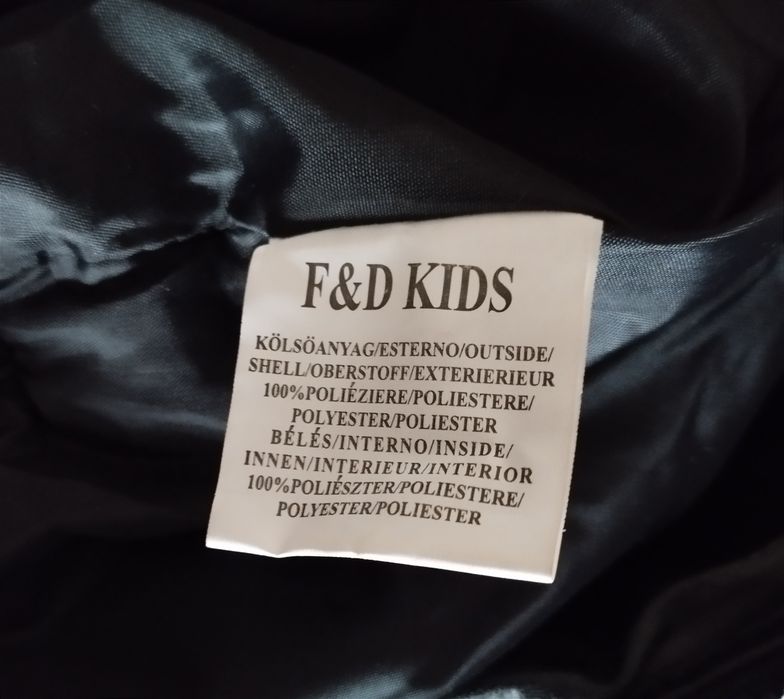 F&D KIDS
KÖLSÖANYAG/ESTERNO/OUTSIDE/
SHELL/OBERSTOFF/EXTERIERIEUR
100%POLIÉZIERE/POLIESTERE/
POLYESTER/POLIESTER
BÉLÉS/INTERNO/INSIDE/
INNEN/INTERIEUR/INTERIOR
100%POLIÉSZTER/POLIESTERE/
POLYESTER/POLIESTER